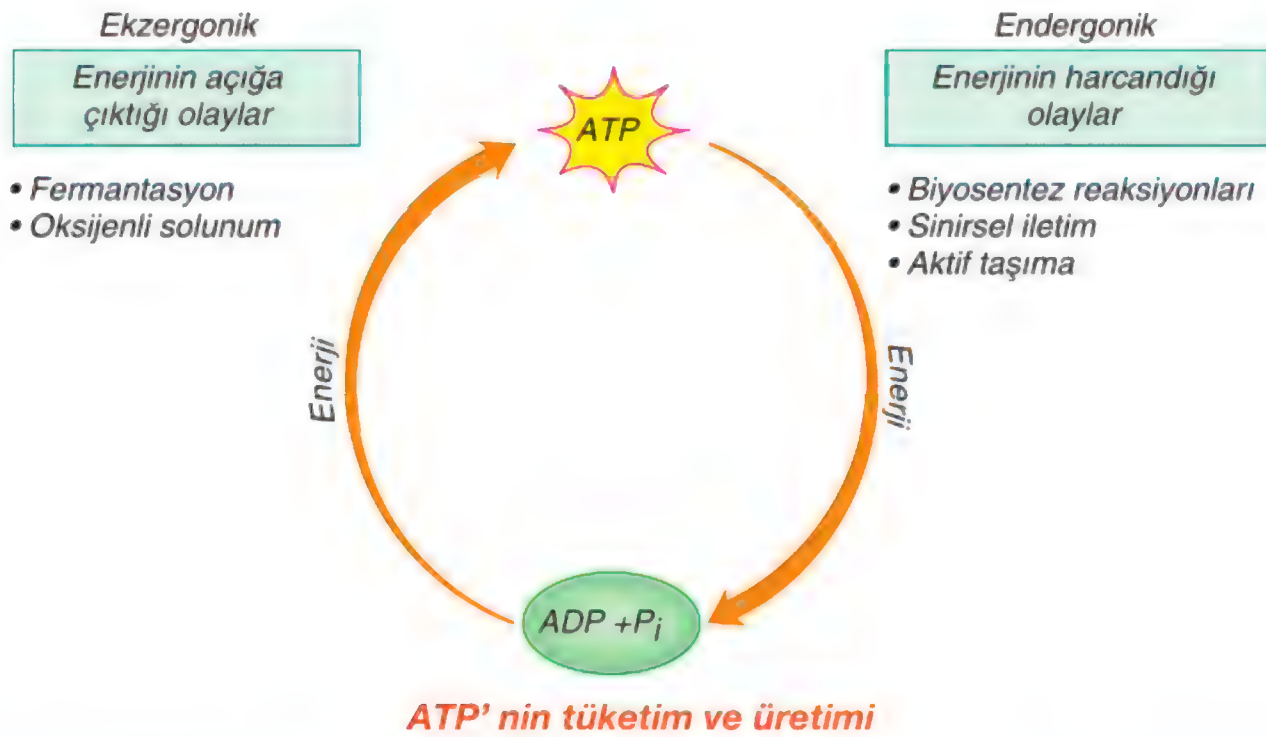 Ekzergonik
Enerjinin açığa
çıktığı olaylar
• Fermantasyon
• Oksijenli solunum
Endergonik
Enerjinin harcandığı
olaylar
• Biyosentez reaksiyonları
• Sinirsel iletim
• Aktif taşıma
ATP
Enerji
Enerji
ADP +Pi
ATP' nin tüketim ve üretimi